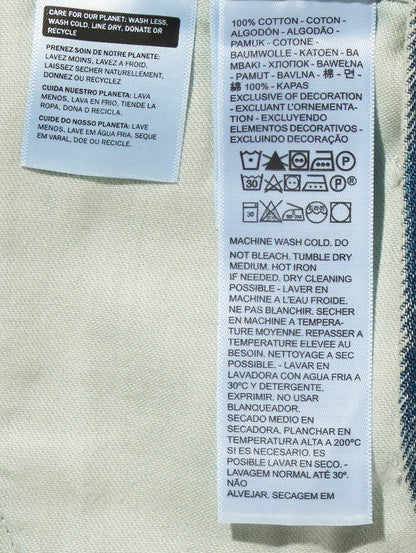 CARE FOR OUR PLANET: WASH LESS,
WASH COLD, LINE DRY, DONATE OR
RECYCLE
PRENEZ SOIN DE NOTRE PLANETE:
LAVEZ MOINS, LAVEZ A FROID,
LAISSEZ SECHER NATURELLEMENT,
DONNEZ OU RECYCLEZ
CUIDA NUESTRO PLANETA: LAVA
MENOS, LAVA EN FRIO, TIENDE LA
ROPA, DONA O RECICLA.
CUIDE DO NOSSO PLANETA: LAVE
MENOS, LAVE EM ÁGUA FRIA, SEQUE
EM VARAL, DOE OU RECICLE.
100% COTTON - COTON -
ALGODÓN - ALGODÃO -
PAMUK - COTONE -
BAUMWOLLE - KATOEN - BA
MBAKI - ХЛОПОК - BAWEŁNA
- PAMUT - BAVLNA - 棉 - 면 -
綿 100% - KAPAS
EXCLUSIVE OF DECORATION
- EXCLUANT L'ORNEMENTA-
TION - EXCLUYENDO
ELEMENTOS DECORATIVOS -
EXCLUINDO DECORAÇÃO
P
30 P
30
MACHINE WASH COLD. DO
NOT BLEACH. TUMBLE DRY
MEDIUM. HOT IRON
IF NEEDED. DRY CLEANING
POSSIBLE - LAVER EN
MACHINE A L'EAU FROIDE.
NE PAS BLANCHIR. SECHER
EN MACHINE A TEMPERA-
TURE MOYENNE. REPASSER A
TEMPERATURE ELEVEE AU
BESOIN. NETTOYAGE A SEC
POSSIBLE. - LAVAR EN
LAVADORA CON AGUA FRIA A
30ºC Y DETERGENTE,
EXPRIMIR. NO USAR
BLANQUEADOR.
SECADO MEDIO EN
SECADORA. PLANCHAR EN
TEMPERATURA ALTA A 200ºC
SI ES NECESARIO. ES
POSIBLE LAVAR EN SECO. -
LAVAGEM NORMAL ATÉ 30º.
NÃO
ALVEJAR. SECAGEM EM